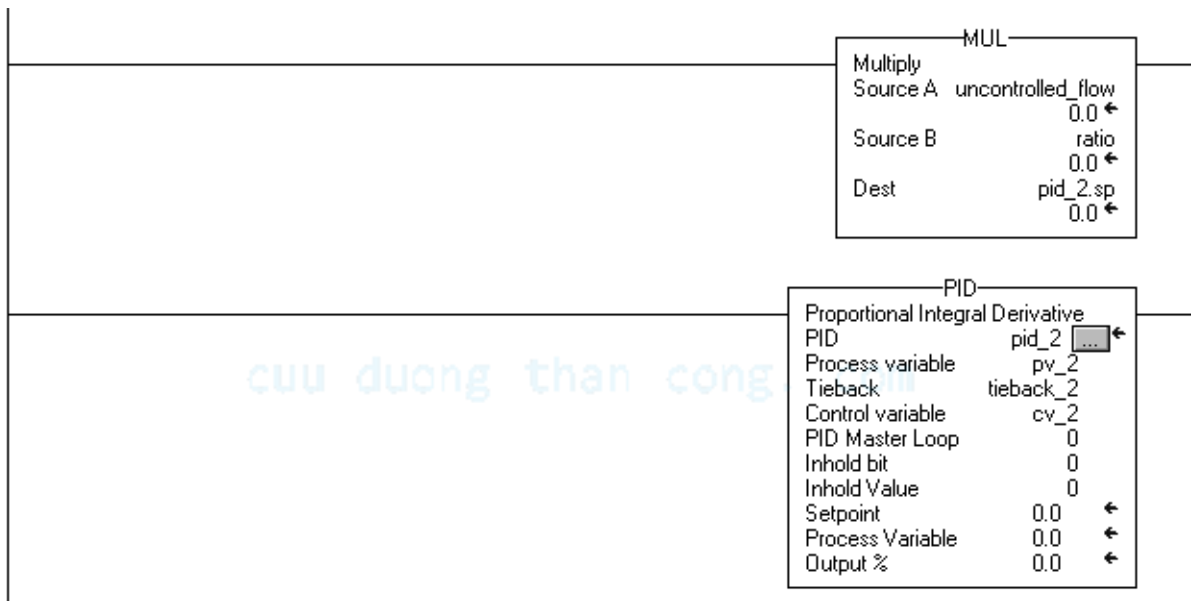 MUL
Multiply
Source A uncontrolled_flow
0.0
Source B ratio
0.0
Dest pid_2.sp
0.0
PID
Proportional Integral Derivative
PID pid_2 ...
Process variable pv_2
Tieback tieback_2
Control variable cv_2
PID Master Loop 0
Inhold bit 0
Inhold Value 0
Setpoint 0.0
Process Variable 0.0
Output % 0.0
cuu duong than cong . com